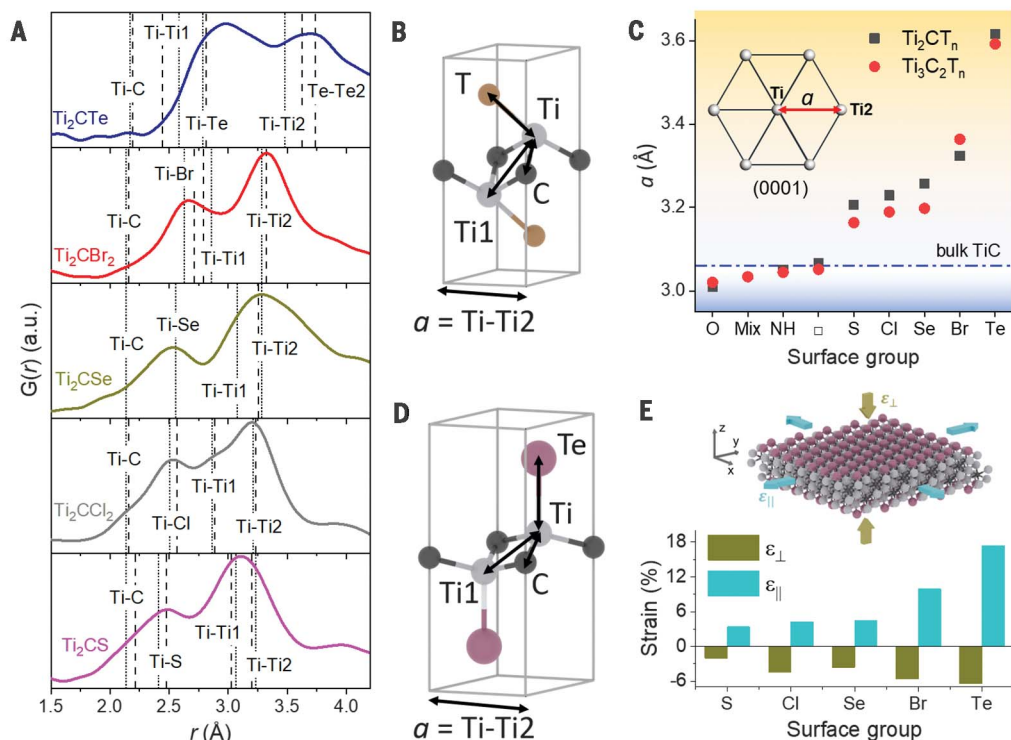 A
Ti-Ti1
Ti-C
Ti-Te
Te-Te2
Ti-Ti2
Ti₂CTe
Ti-Br
Ti-C
Ti-Ti2
Ti-Ti1
Ti₂CBr₂
Ti-Se
Ti-C
Ti-Ti2
Ti-Ti1
Ti₂CSe
Ti-C
Ti-Ti1
Ti₂CCl₂
Ti-Cl
Ti-Ti2
Ti-C
Ti-Ti1
Ti₂CS
Ti-S
Ti-Ti2
G(r) (a.u.)
1.5 2.0 2.5 3.0 3.5 4.0
r (Å)
B
T
Ti
C
Ti1
a = Ti-Ti2
C
3.6
3.4
3.2
3.0
a (Å)
Ti₂CTₙ
Ti₃C₂Tₙ
Ti
a
Ti2
(0001)
bulk TiC
O Mix NH □ S Cl Se Br Te
Surface group
D
Te
Ti
Ti1
C
a = Ti-Ti2
E
ε⊥
z
y
x
ε||
ε⊥
ε||
18
12
6
0
-6
Strain (%)
S Cl Se Br Te
Surface group